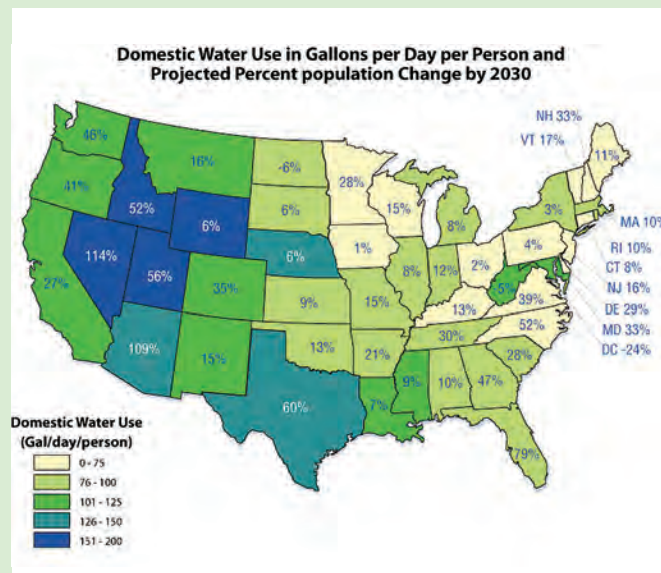 Domestic Water Use in Gallons per Day per Person and
Projected Percent population Change by 2030
NH 33%
VT 17%
46%
16%
-6%
28%
11%
41%
52%
6%
6%
15%
8%
3%
MA 10%
RI 10%
CT 8%
NJ 16%
DE 29%
MD 33%
DC -24%
27%
114%
56%
35%
6%
1%
8%
12%
2%
4%
5%
39%
9%
15%
13%
52%
109%
15%
13%
21%
30%
28%
60%
7%
9%
10%
47%
79%
Domestic Water Use
(Gal/day/person)
0 - 75
76 - 100
101 - 125
126 - 150
151 - 200